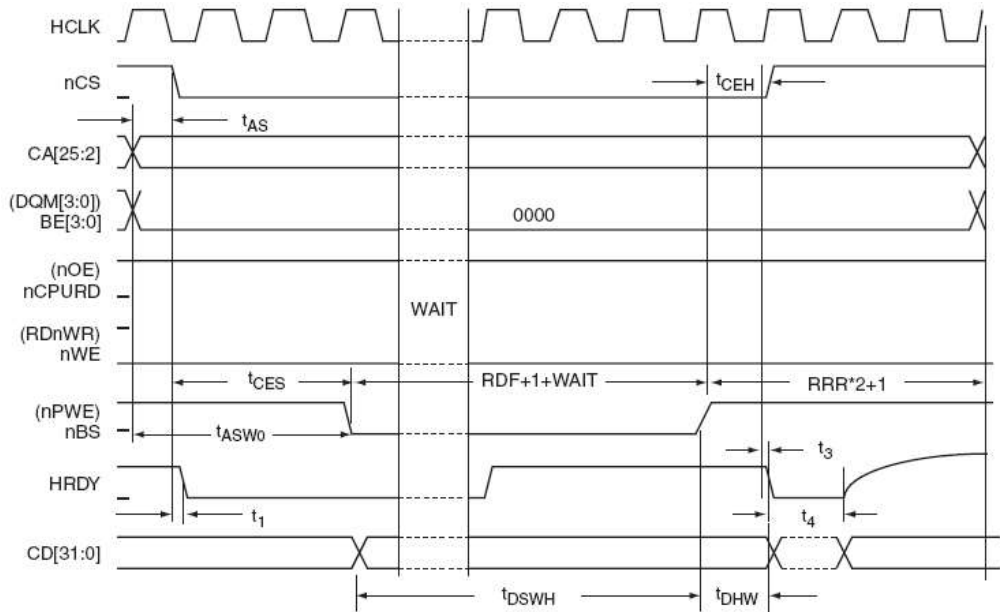 HCLK
nCS
tCEH
tAS
CA[25:2]
(DQM[3:0])
BE[3:0]
0000
(nOE)
nCPURD
WAIT
(RDnWR)
nWE
tCES
RDF+1+WAIT
RRR*2+1
(nPWE)
nBS
tASW0
t3
HRDY
t1
t4
CD[31:0]
tDSWH
tDHW